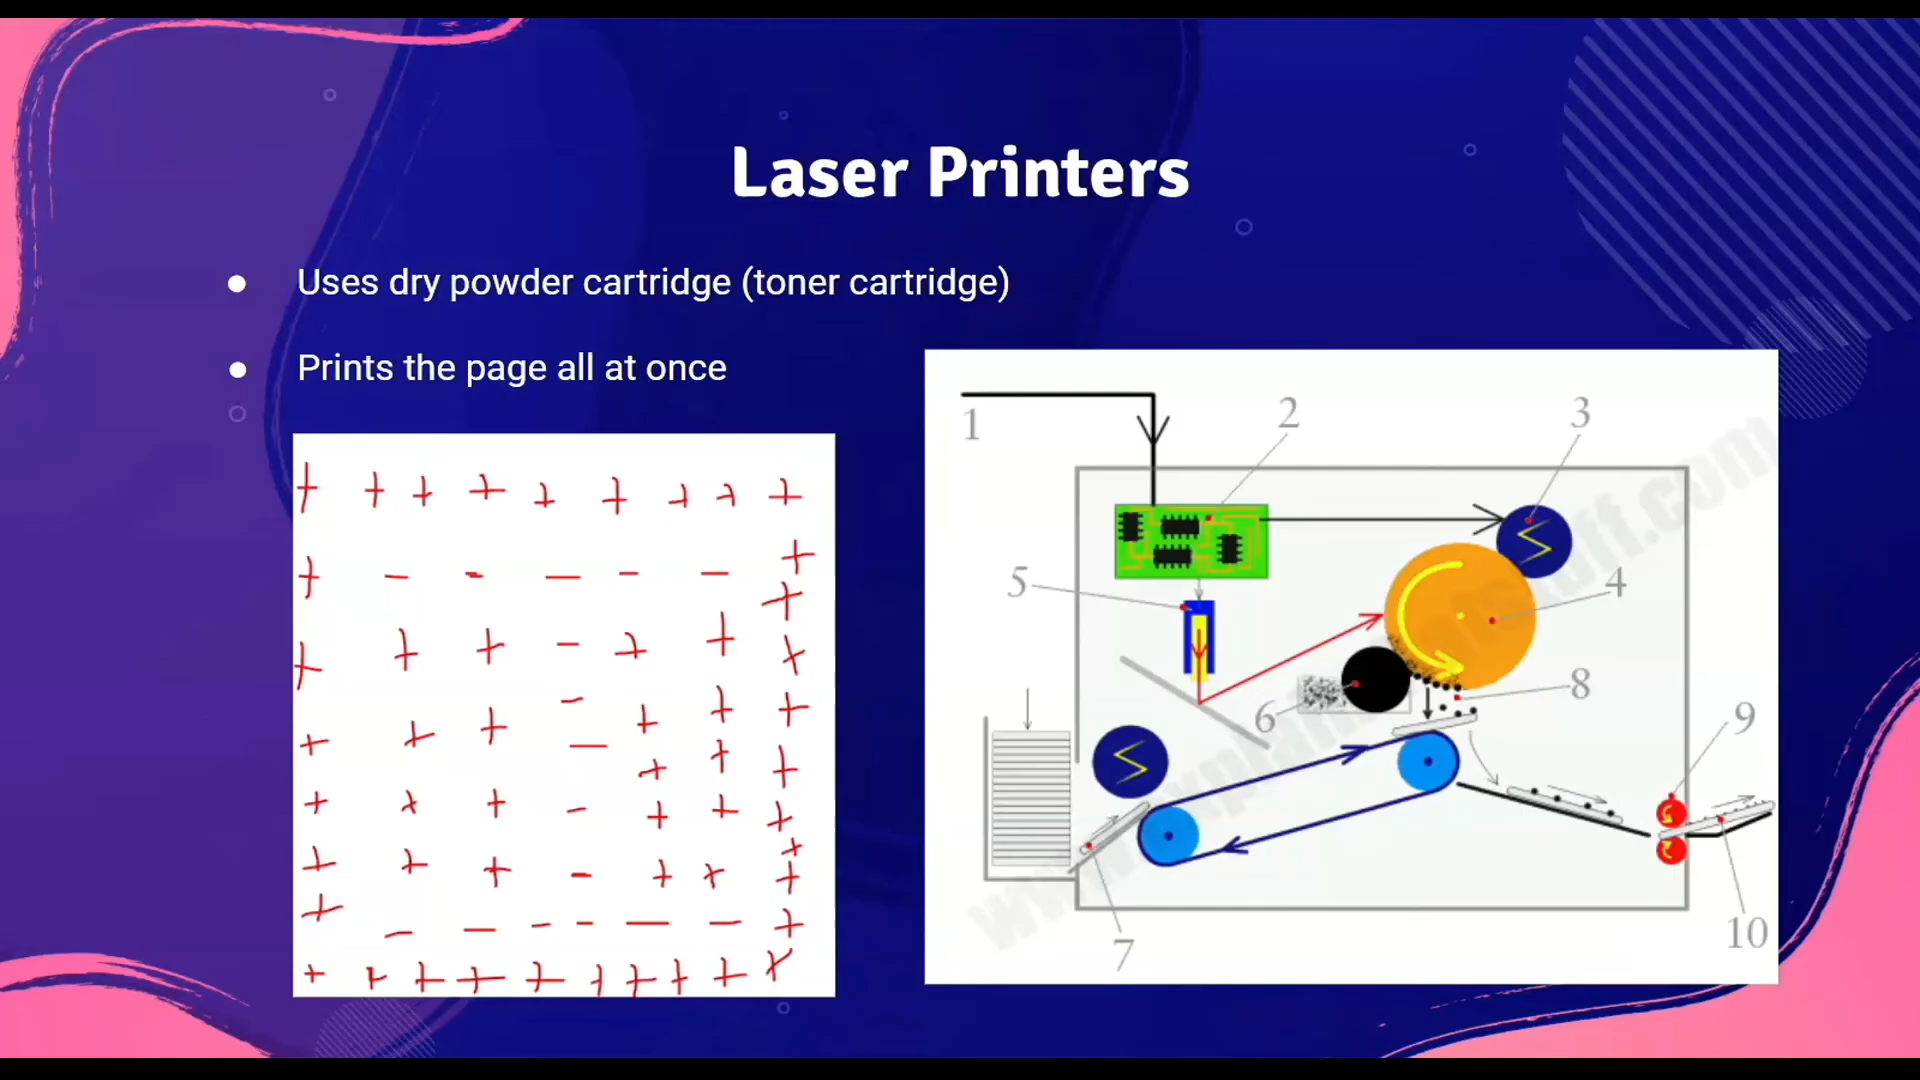 Laser Printers
● Uses dry powder cartridge (toner cartridge)
● Prints the page all at once
+ + + + + + + + +
+ - - - - - +
+
+ + + - + + +
-
+ + + + + +
-
+ + +
+ + + - + + +
+
+ + + - + + +
+
- - - - - - +
+ + + + + + + + + +
1
2
3
4
5
6
7
8
9
10